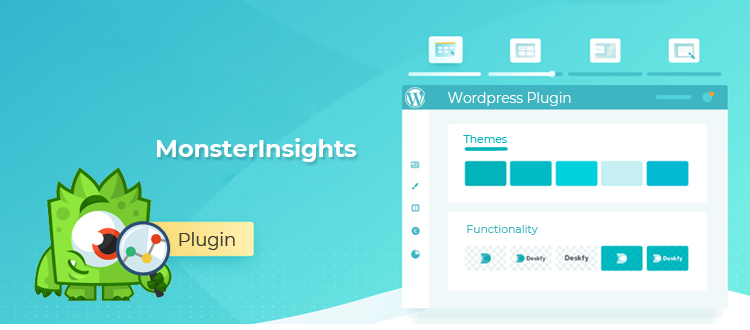 MonsterInsights
Plugin
Wordpress Plugin
Themes
Functionality
Deskfy
Deskfy
Deskfy